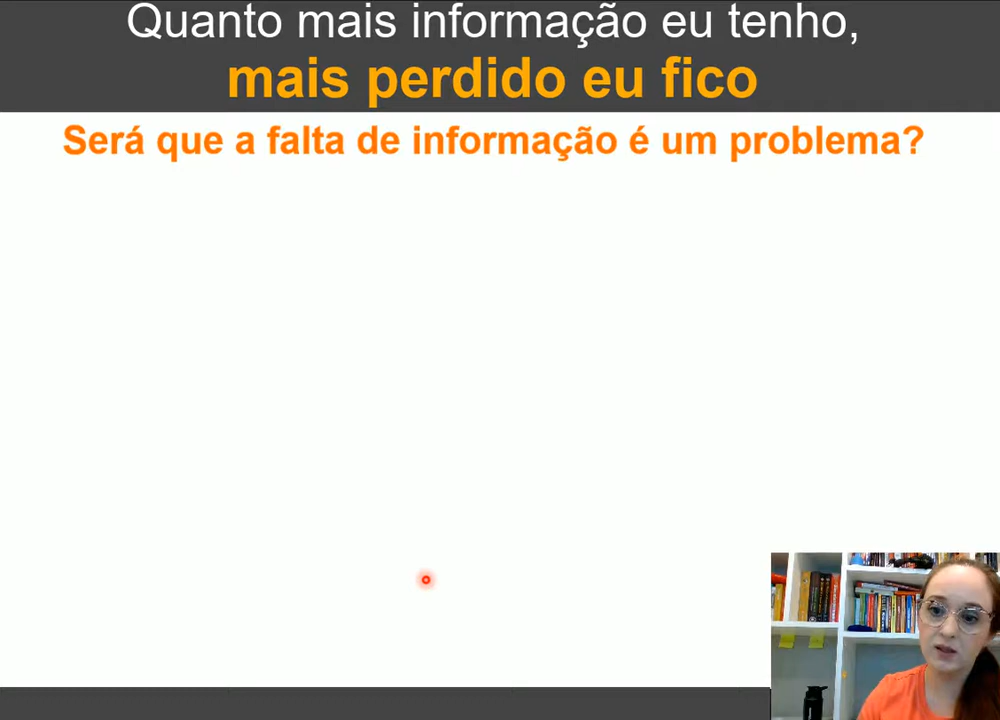 Quanto mais informação eu tenho,
mais perdido eu fico
Será que a falta de informação é um problema?